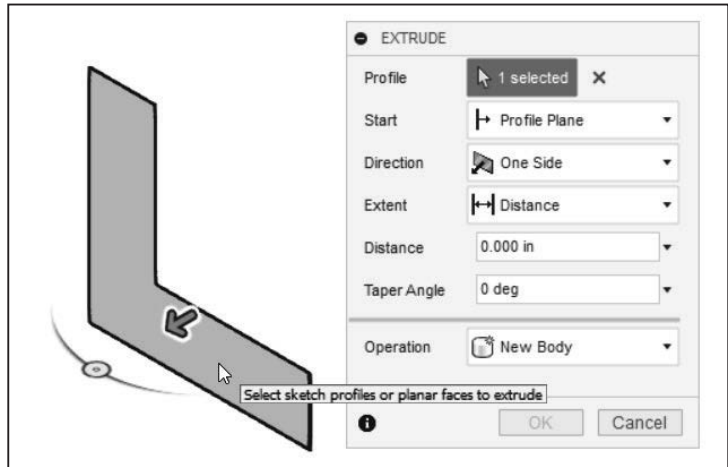 EXTRUDE
Profile 1 selected
Start Profile Plane
Direction One Side
Extent Distance
Distance 0.000 in
Taper Angle 0 deg
Operation New Body
Select sketch profiles or planar faces to extrude
OK Cancel